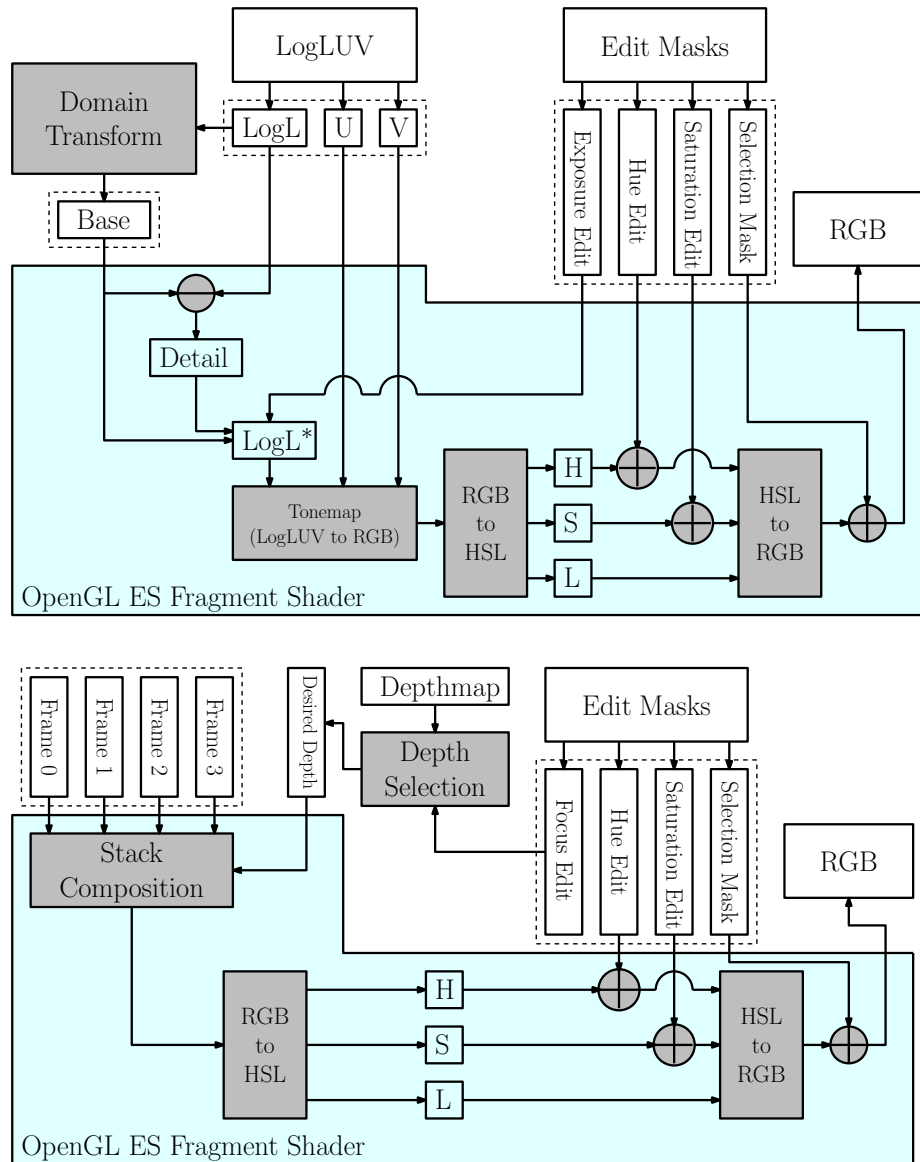 LogLUV
Edit Masks
Domain
Transform
LogL
U
V
Exposure Edit
Hue Edit
Saturation Edit
Selection Mask
Base
RGB
Detail
LogL*
Tonemap
(LogLUV to RGB)
RGB
to
HSL
H
S
L
HSL
to
RGB
OpenGL ES Fragment Shader
Frame 0
Frame 1
Frame 2
Frame 3
Desired Depth
Depthmap
Depth
Selection
Edit Masks
Focus Edit
Hue Edit
Saturation Edit
Selection Mask
Stack
Composition
RGB
RGB
to
HSL
H
S
L
HSL
to
RGB
OpenGL ES Fragment Shader